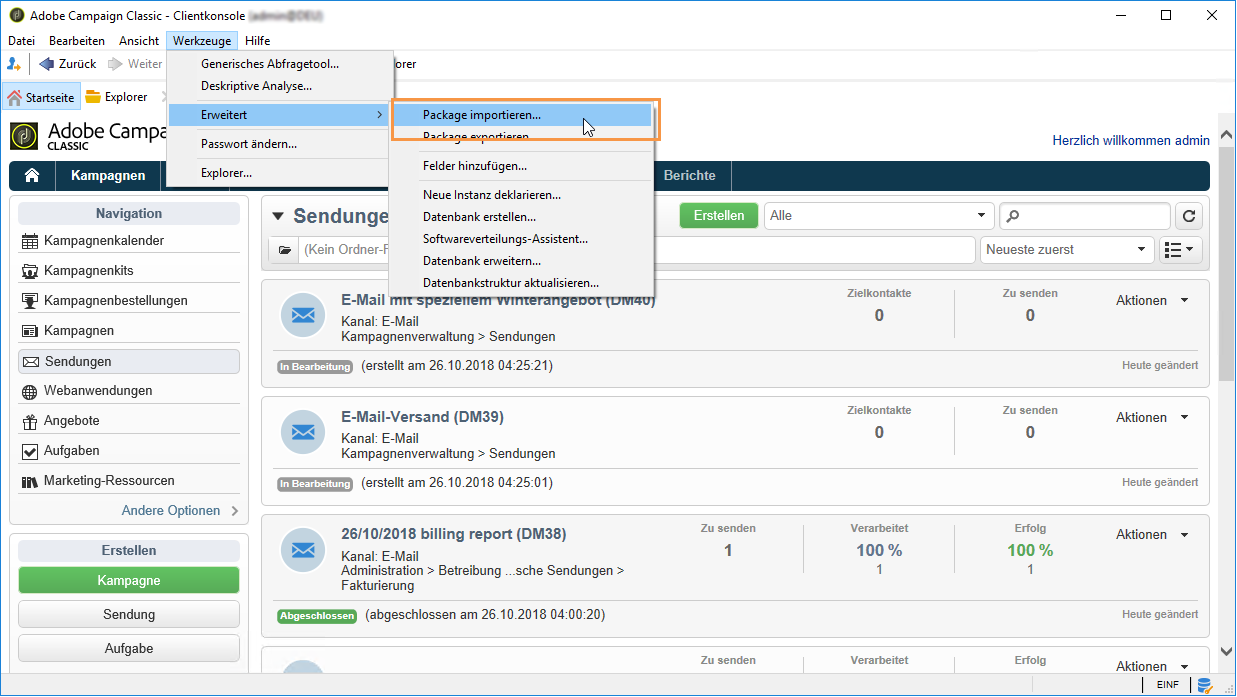 Adobe Campaign Classic - Clientkonsole
Datei Bearbeiten Ansicht Werkzeuge Hilfe
Zurück Weiter
Startseite Explorer
Generisches Abfragetool...
Deskriptive Analyse...
Erweitert
Passwort ändern...
Explorer...
Package importieren...
Package exportieren
Felder hinzufügen...
Neue Instanz deklarieren...
Datenbank erstellen...
Softwareverteilungs-Assistent...
Datenbank erweitern...
Datenbankstruktur aktualisieren...
Adobe Campa
CLASSIC
Herzlich willkommen admin
Kampagnen Berichte
Navigation
Kampagnenkalender
Kampagnenkits
Kampagnenbestellungen
Kampagnen
Sendungen
Webanwendungen
Angebote
Aufgaben
Marketing-Ressourcen
Andere Optionen
Erstellen
Kampagne
Sendung
Aufgabe
Sendunge Erstellen Alle
(Kein Ordner-F Neueste zuerst
E-Mail mit speziellem Winterangebot (DM40) Zielkontakte Zu senden Aktionen
0 0
Kanal: E-Mail
Kampagnenverwaltung > Sendungen
In Bearbeitung (erstellt am 26.10.2018 04:25:21) Heute geändert
E-Mail-Versand (DM39) Zielkontakte Zu senden Aktionen
0 0
Kanal: E-Mail
Kampagnenverwaltung > Sendungen
In Bearbeitung (erstellt am 26.10.2018 04:25:01) Heute geändert
26/10/2018 billing report (DM38) Zu senden Verarbeitet Erfolg Aktionen
1 100 % 100 %
1 1
Kanal: E-Mail
Administration > Betreibung ...sche Sendungen >
Fakturierung
Abgeschlossen (abgeschlossen am 26.10.2018 04:00:20) Heute geändert
Zu senden Verarbeitet Erfolg Aktionen
EINF